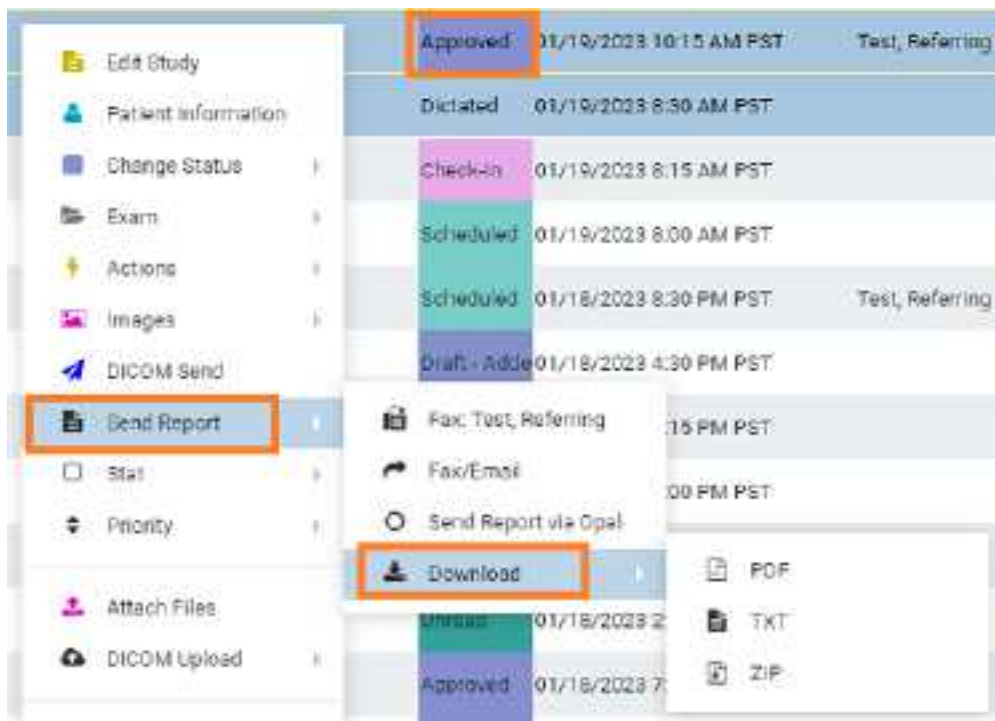 Approved 01/19/2023 10:15 AM PST Test, Referring
Edit Study
Dictated 01/19/2023 8:30 AM PST
Patient Information
Change Status
Check-In 01/19/2023 8:15 AM PST
Exam
Scheduled 01/19/2023 8:00 AM PST
Actions
Scheduled 01/18/2023 8:30 PM PST Test, Referring
Images
DICOM Send
Draft - Adde 01/18/2023 4:30 PM PST
Send Report
Fax: Test, Referring
:15 PM PST
Stat
Fax/Email
:00 PM PST
Priority
Send Report via Opal
Download
PDF
Attach Files
Unread 01/18/2023 2
TXT
DICOM Upload
ZIP
Approved 01/18/2023 7: